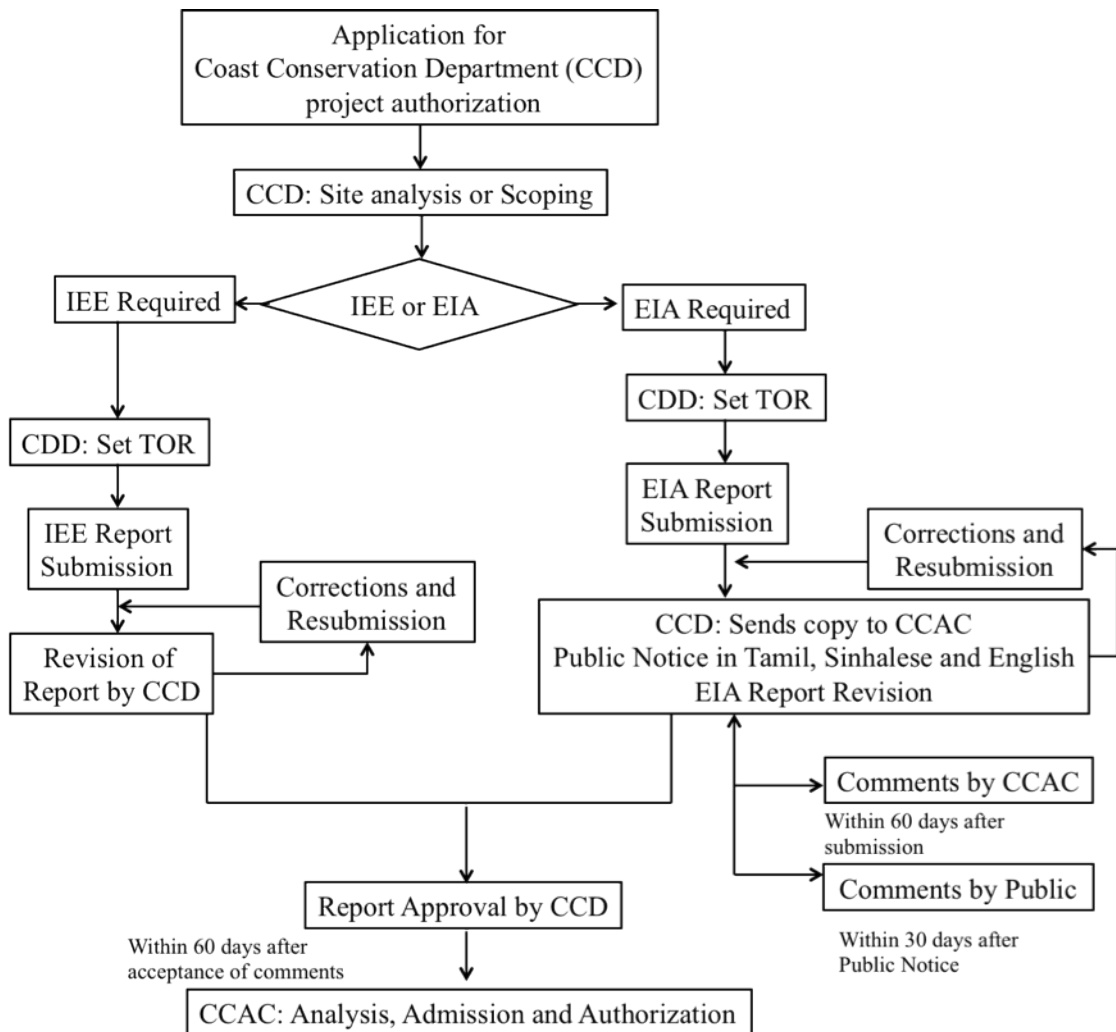 Application for
Coast Conservation Department (CCD)
project authorization
CCD: Site analysis or Scoping
IEE or EIA
IEE Required
EIA Required
CDD: Set TOR
CDD: Set TOR
IEE Report
Submission
EIA Report
Submission
Corrections and
Resubmission
Corrections and
Resubmission
Revision of
Report by CCD
CCD: Sends copy to CCAC
Public Notice in Tamil, Sinhalese and English
EIA Report Revision
Comments by CCAC
Within 60 days after
submission
Comments by Public
Within 30 days after
Public Notice
Report Approval by CCD
Within 60 days after
acceptance of comments
CCAC: Analysis, Admission and Authorization